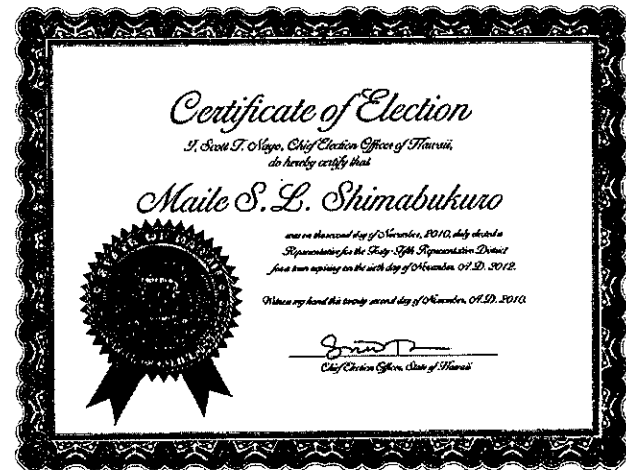 Certificate of Election
I, Scott T. Nago, Chief Election Officer of Hawaii,
do hereby certify that
Maile S. L. Shimabukuro
was on the second day of November, 2010, duly elected a
Representative for the Forty-Fifth Representative District
for a term expiring on the sixth day of November, A.D. 2012.
Witness my hand this twenty second day of November, A.D. 2010.
Chief Election Officer, State of Hawaii